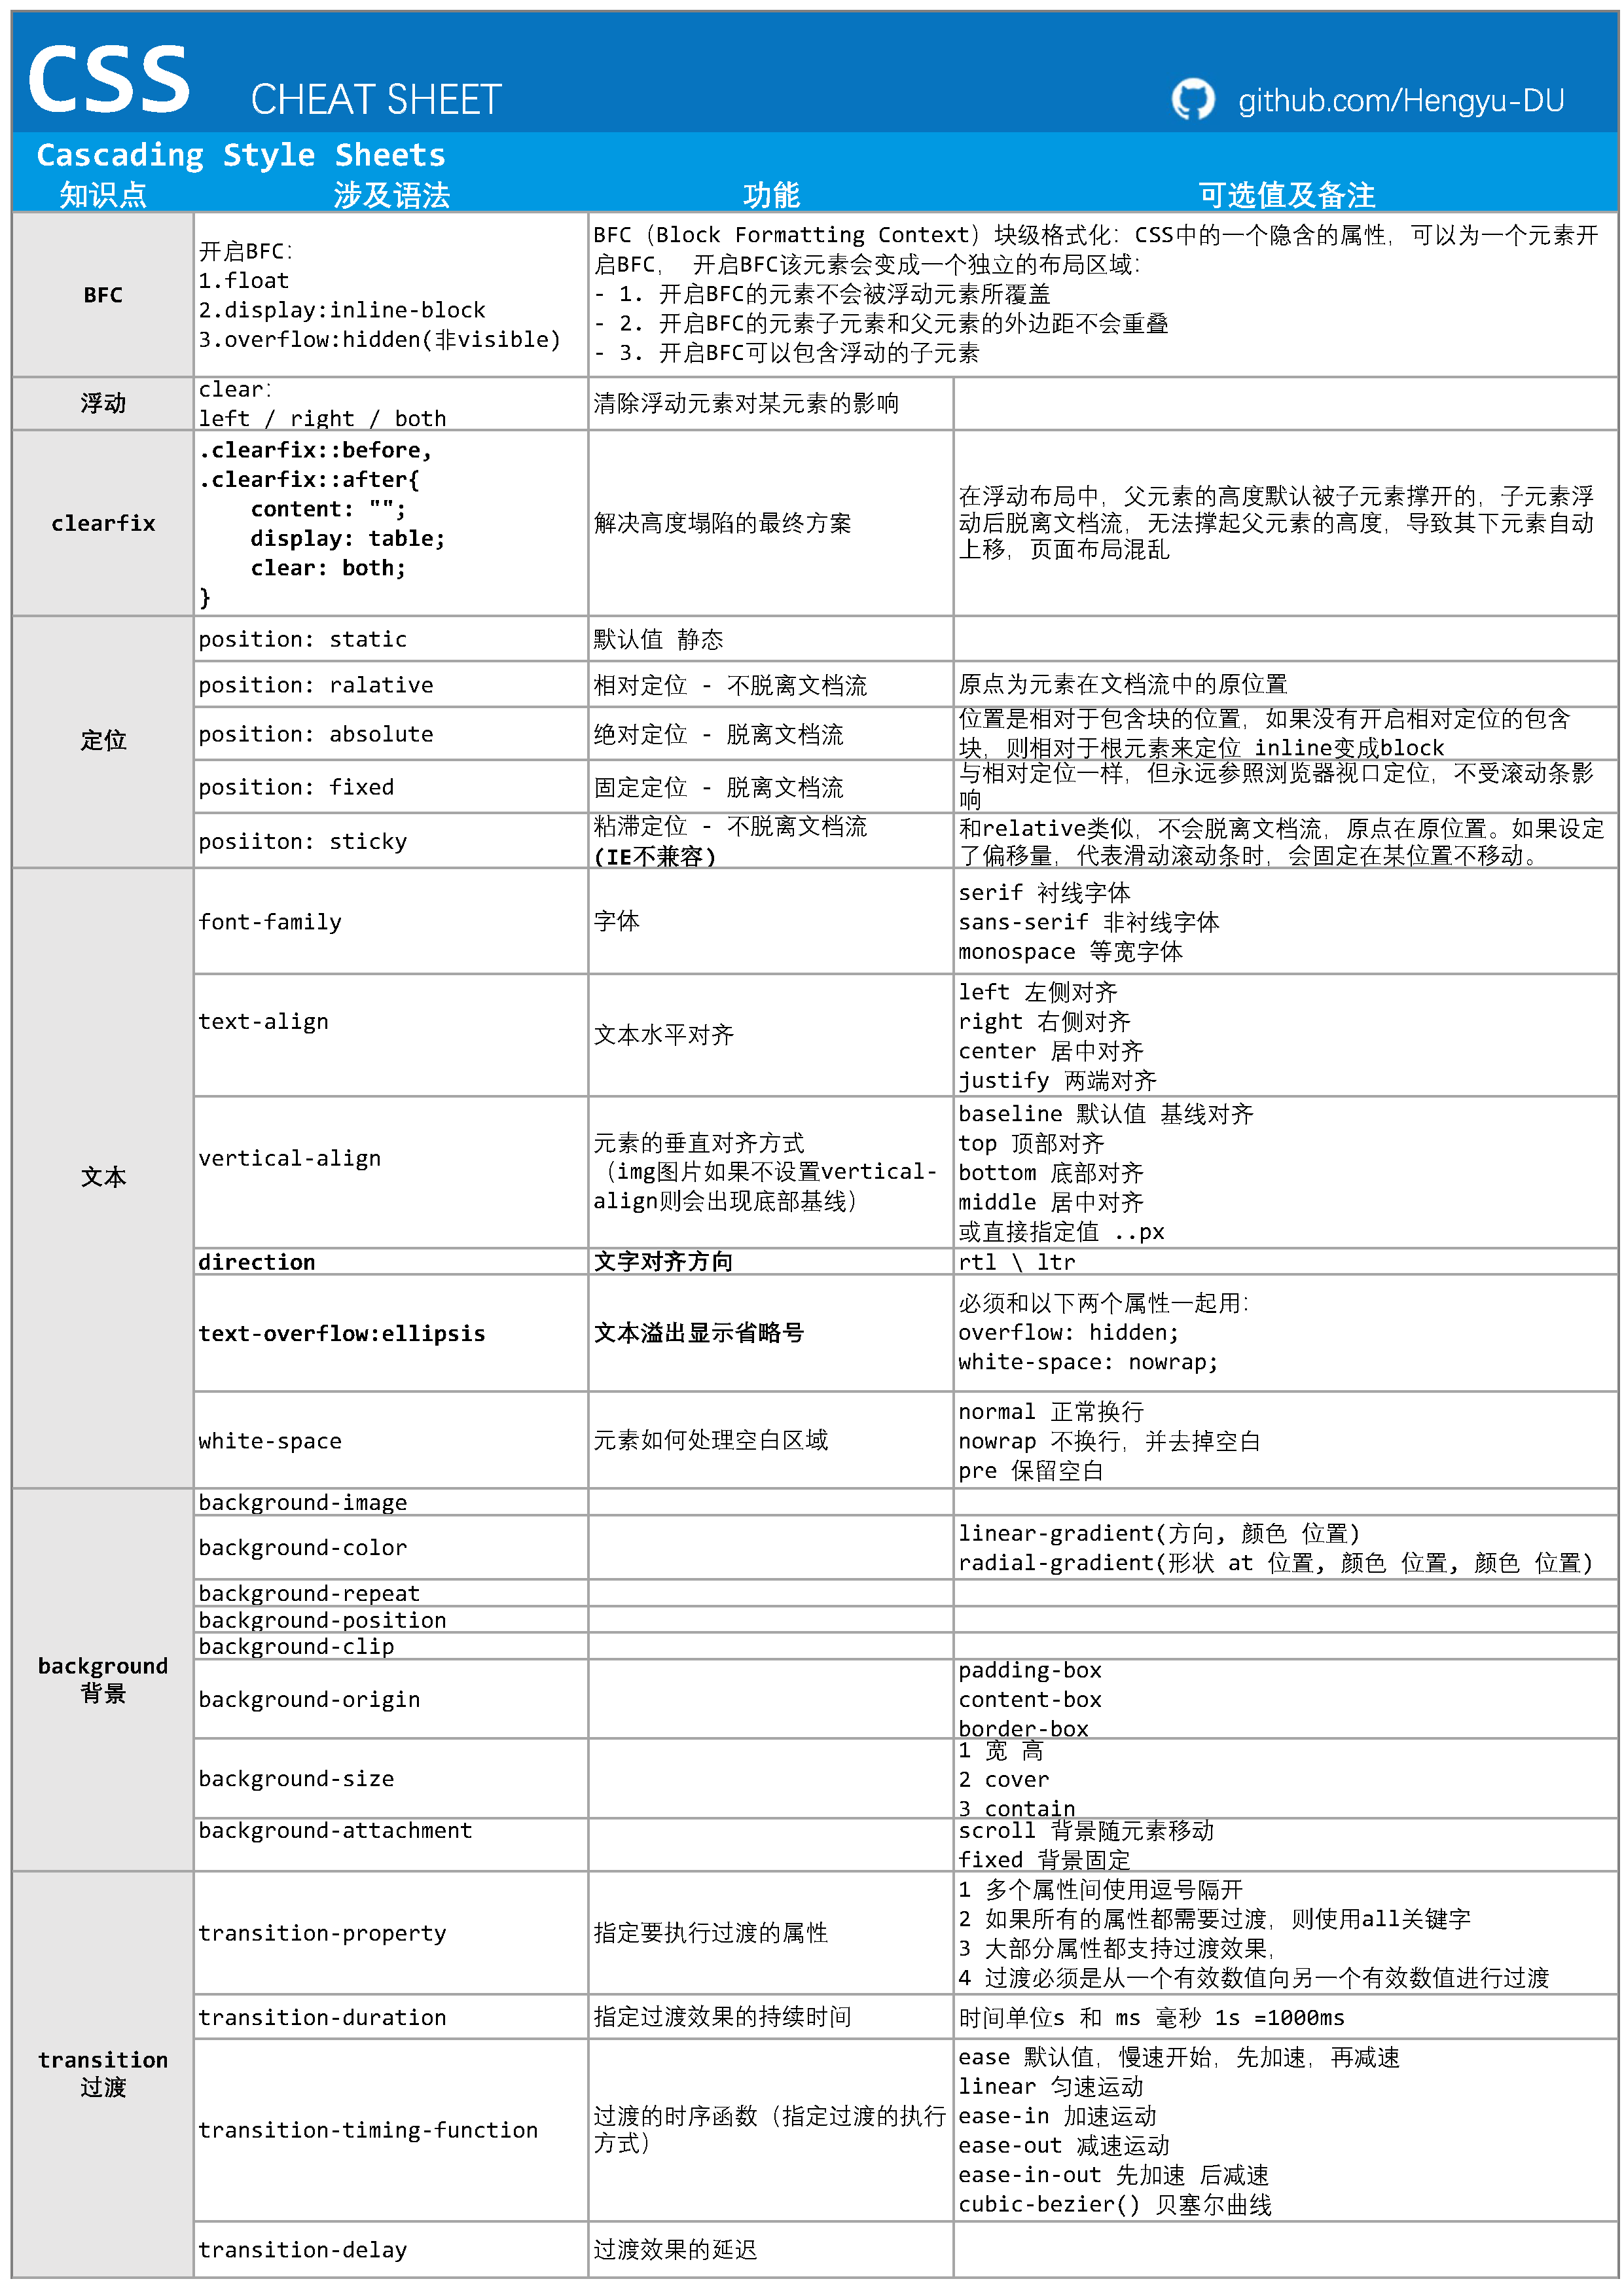 CSS CHEAT SHEET github.com/Hengyu-DU
Cascading Style Sheets
知识点 涉及语法 功能 可选值及备注
BFC
开启BFC：
1.float
2.display:inline-block
3.overflow:hidden(非visible)
BFC（Block Formatting Context）块级格式化：CSS中的一个隐含的属性，可以为一个元素开
启BFC， 开启BFC该元素会变成一个独立的布局区域：
- 1. 开启BFC的元素不会被浮动元素所覆盖
- 2. 开启BFC的元素子元素和父元素的外边距不会重叠
- 3. 开启BFC可以包含浮动的子元素
浮动
clear：
left / right / both
清除浮动元素对某元素的影响
clearfix
.clearfix::before,
.clearfix::after{
content: "";
display: table;
clear: both;
}
解决高度塌陷的最终方案
在浮动布局中，父元素的高度默认被子元素撑开的，子元素浮
动后脱离文档流，无法撑起父元素的高度，导致其下元素自动
上移，页面布局混乱
定位
position: static
默认值 静态
position: ralative
相对定位 - 不脱离文档流
原点为元素在文档流中的原位置
position: absolute
绝对定位 - 脱离文档流
位置是相对于包含块的位置，如果没有开启相对定位的包含
块，则相对于根元素来定位 inline变成block
position: fixed
固定定位 - 脱离文档流
与相对定位一样，但永远参照浏览器视口定位，不受滚动条影
响
posiiton: sticky
粘滞定位 - 不脱离文档流
(IE不兼容)
和relative类似，不会脱离文档流，原点在原位置。如果设定
了偏移量，代表滑动滚动条时，会固定在某位置不移动。
文本
font-family
字体
serif 衬线字体
sans-serif 非衬线字体
monospace 等宽字体
text-align
文本水平对齐
left 左侧对齐
right 右侧对齐
center 居中对齐
justify 两端对齐
vertical-align
元素的垂直对齐方式
（img图片如果不设置vertical-
align则会出现底部基线）
baseline 默认值 基线对齐
top 顶部对齐
bottom 底部对齐
middle 居中对齐
或直接指定值 ..px
direction
文字对齐方向
rtl \ ltr
text-overflow:ellipsis
文本溢出显示省略号
必须和以下两个属性一起用：
overflow: hidden;
white-space: nowrap;
white-space
元素如何处理空白区域
normal 正常换行
nowrap 不换行，并去掉空白
pre 保留空白
background
背景
background-image
background-color
linear-gradient(方向, 颜色 位置)
radial-gradient(形状 at 位置, 颜色 位置, 颜色 位置)
background-repeat
background-position
background-clip
background-origin
padding-box
content-box
border-box
background-size
1 宽 高
2 cover
3 contain
background-attachment
scroll 背景随元素移动
fixed 背景固定
transition
过渡
transition-property
指定要执行过渡的属性
1 多个属性间使用逗号隔开
2 如果所有的属性都需要过渡，则使用all关键字
3 大部分属性都支持过渡效果，
4 过渡必须是从一个有效数值向另一个有效数值进行过渡
transition-duration
指定过渡效果的持续时间
时间单位s 和 ms 毫秒 1s =1000ms
transition-timing-function
过渡的时序函数（指定过渡的执行
方式）
ease 默认值，慢速开始，先加速，再减速
linear 匀速运动
ease-in 加速运动
ease-out 减速运动
ease-in-out 先加速 后减速
cubic-bezier() 贝塞尔曲线
transition-delay
过渡效果的延迟